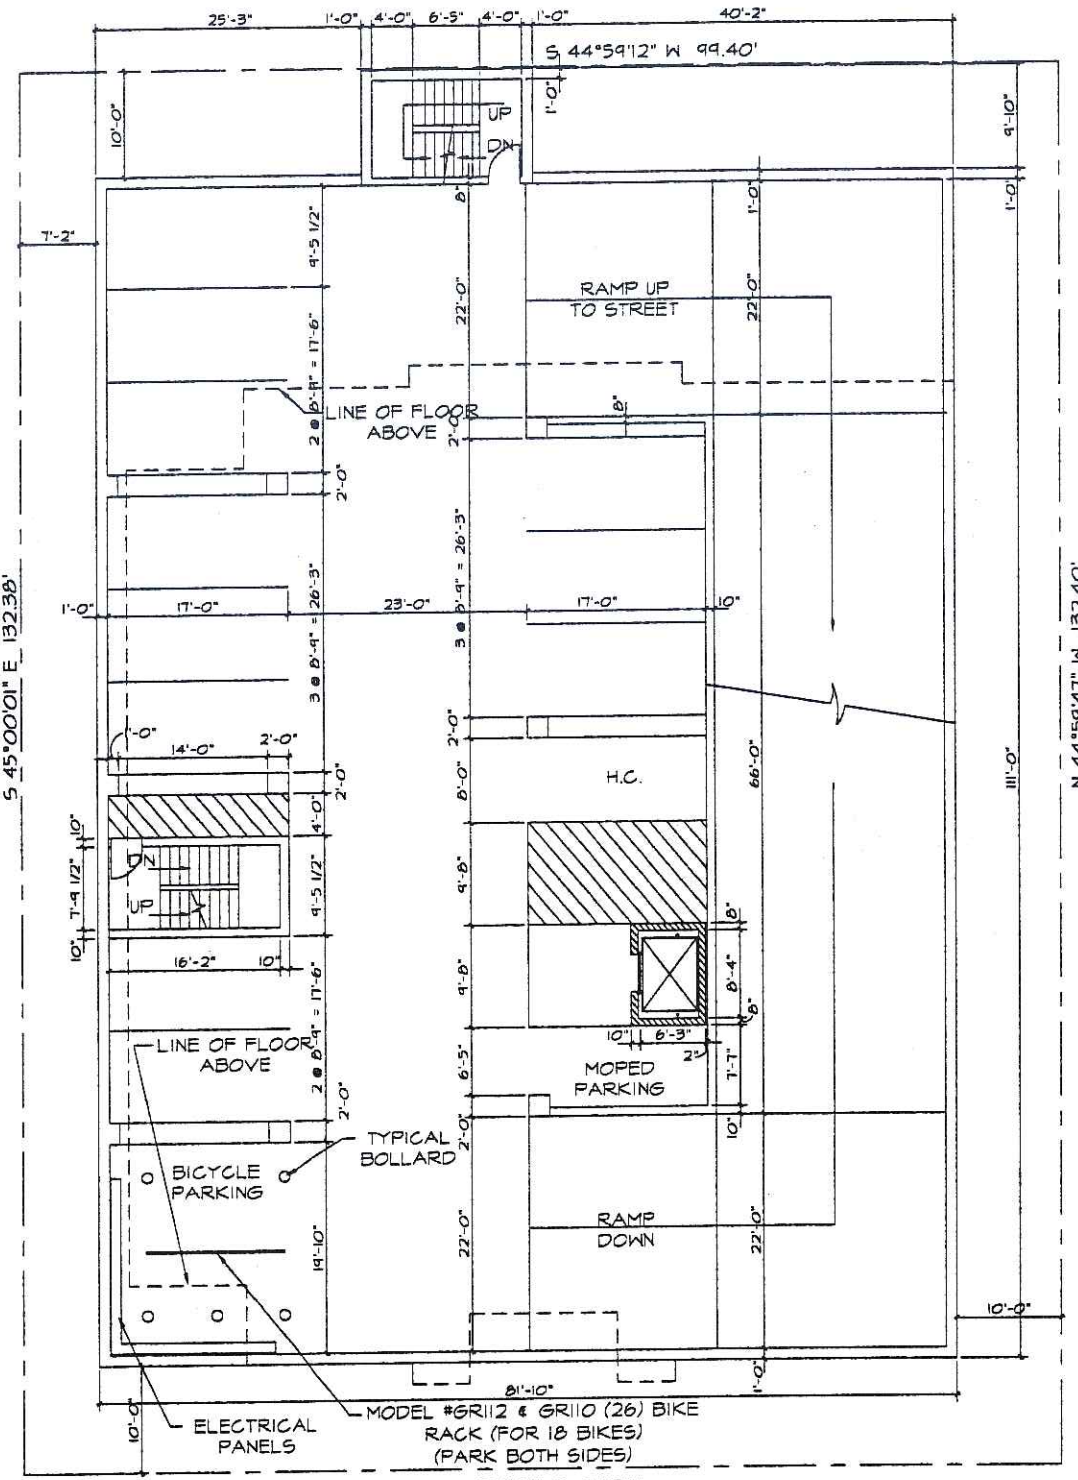 25'-3"
1'-0"
4'-0"
6'-5"
4'-0"
1'-0"
40'-2"
S 44°59'12" W 99.40'
10'-0"
UP
DN
1'-0"
9'-10"
1'-0"
7'-2"
9'-5 1/2"
8"
22'-0"
1'-0"
22'-0"
RAMP UP
TO STREET
2 @ 8'-9" = 17'-6"
LINE OF FLOOR
ABOVE
2'-0"
8"
2'-0"
S 45°00'01" E 132.38'
3 @ 8'-9" = 26'-3"
3 @ 8'-9" = 26'-3"
1'-0"
17'-0"
23'-0"
17'-0"
10"
N 44°59'47" W 132.40'
2'-0"
14'-0"
2'-0"
2'-0"
H.C.
8'-0"
66'-0"
111'-0"
4'-0"
10"
7'-9 1/2"
10"
DN
UP
9'-5 1/2"
16'-2"
10"
9'-8"
9'-8"
8"
8'-4"
8"
10"
6'-3"
2"
2 @ 8'-9" = 17'-6"
LINE OF FLOOR
ABOVE
6'-5"
MOPED
PARKING
7'-7"
10"
2'-0"
2'-0"
TYPICAL
BOLLARD
BICYCLE
PARKING
19'-10"
22'-0"
RAMP
DOWN
22'-0"
10'-0"
1'-0"
81'-10"
10'-0"
ELECTRICAL
PANELS
MODEL #GR112 & GR110 (26) BIKE
RACK (FOR 18 BIKES)
(PARK BOTH SIDES)